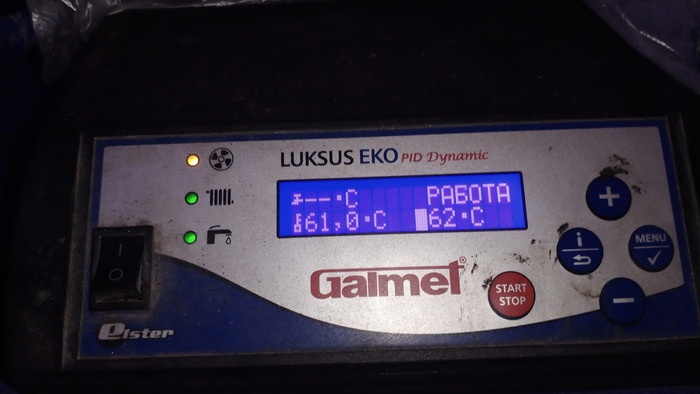 LUKSUS EKO PID Dynamic
--°C РАБОТА
61,0°C 62°C
Galmet®
START
STOP
i
MENU
elster
I
O
+
−